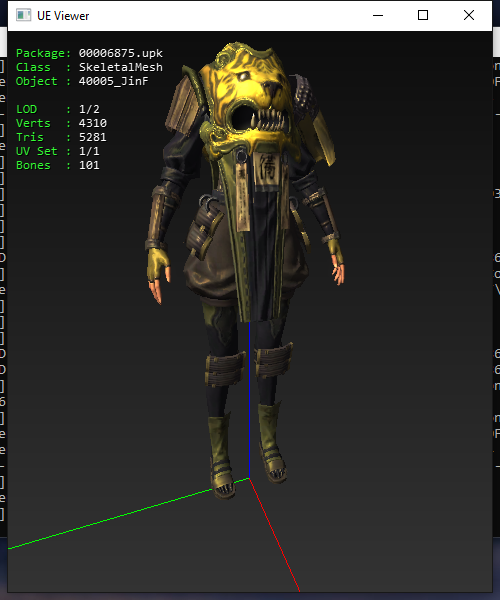 UE Viewer
Package: 00006875.upk
Class : SkeletalMesh
Object : 40005_JinF
LOD : 1/2
Verts : 4310
Tris : 5281
UV Set : 1/1
Bones : 101